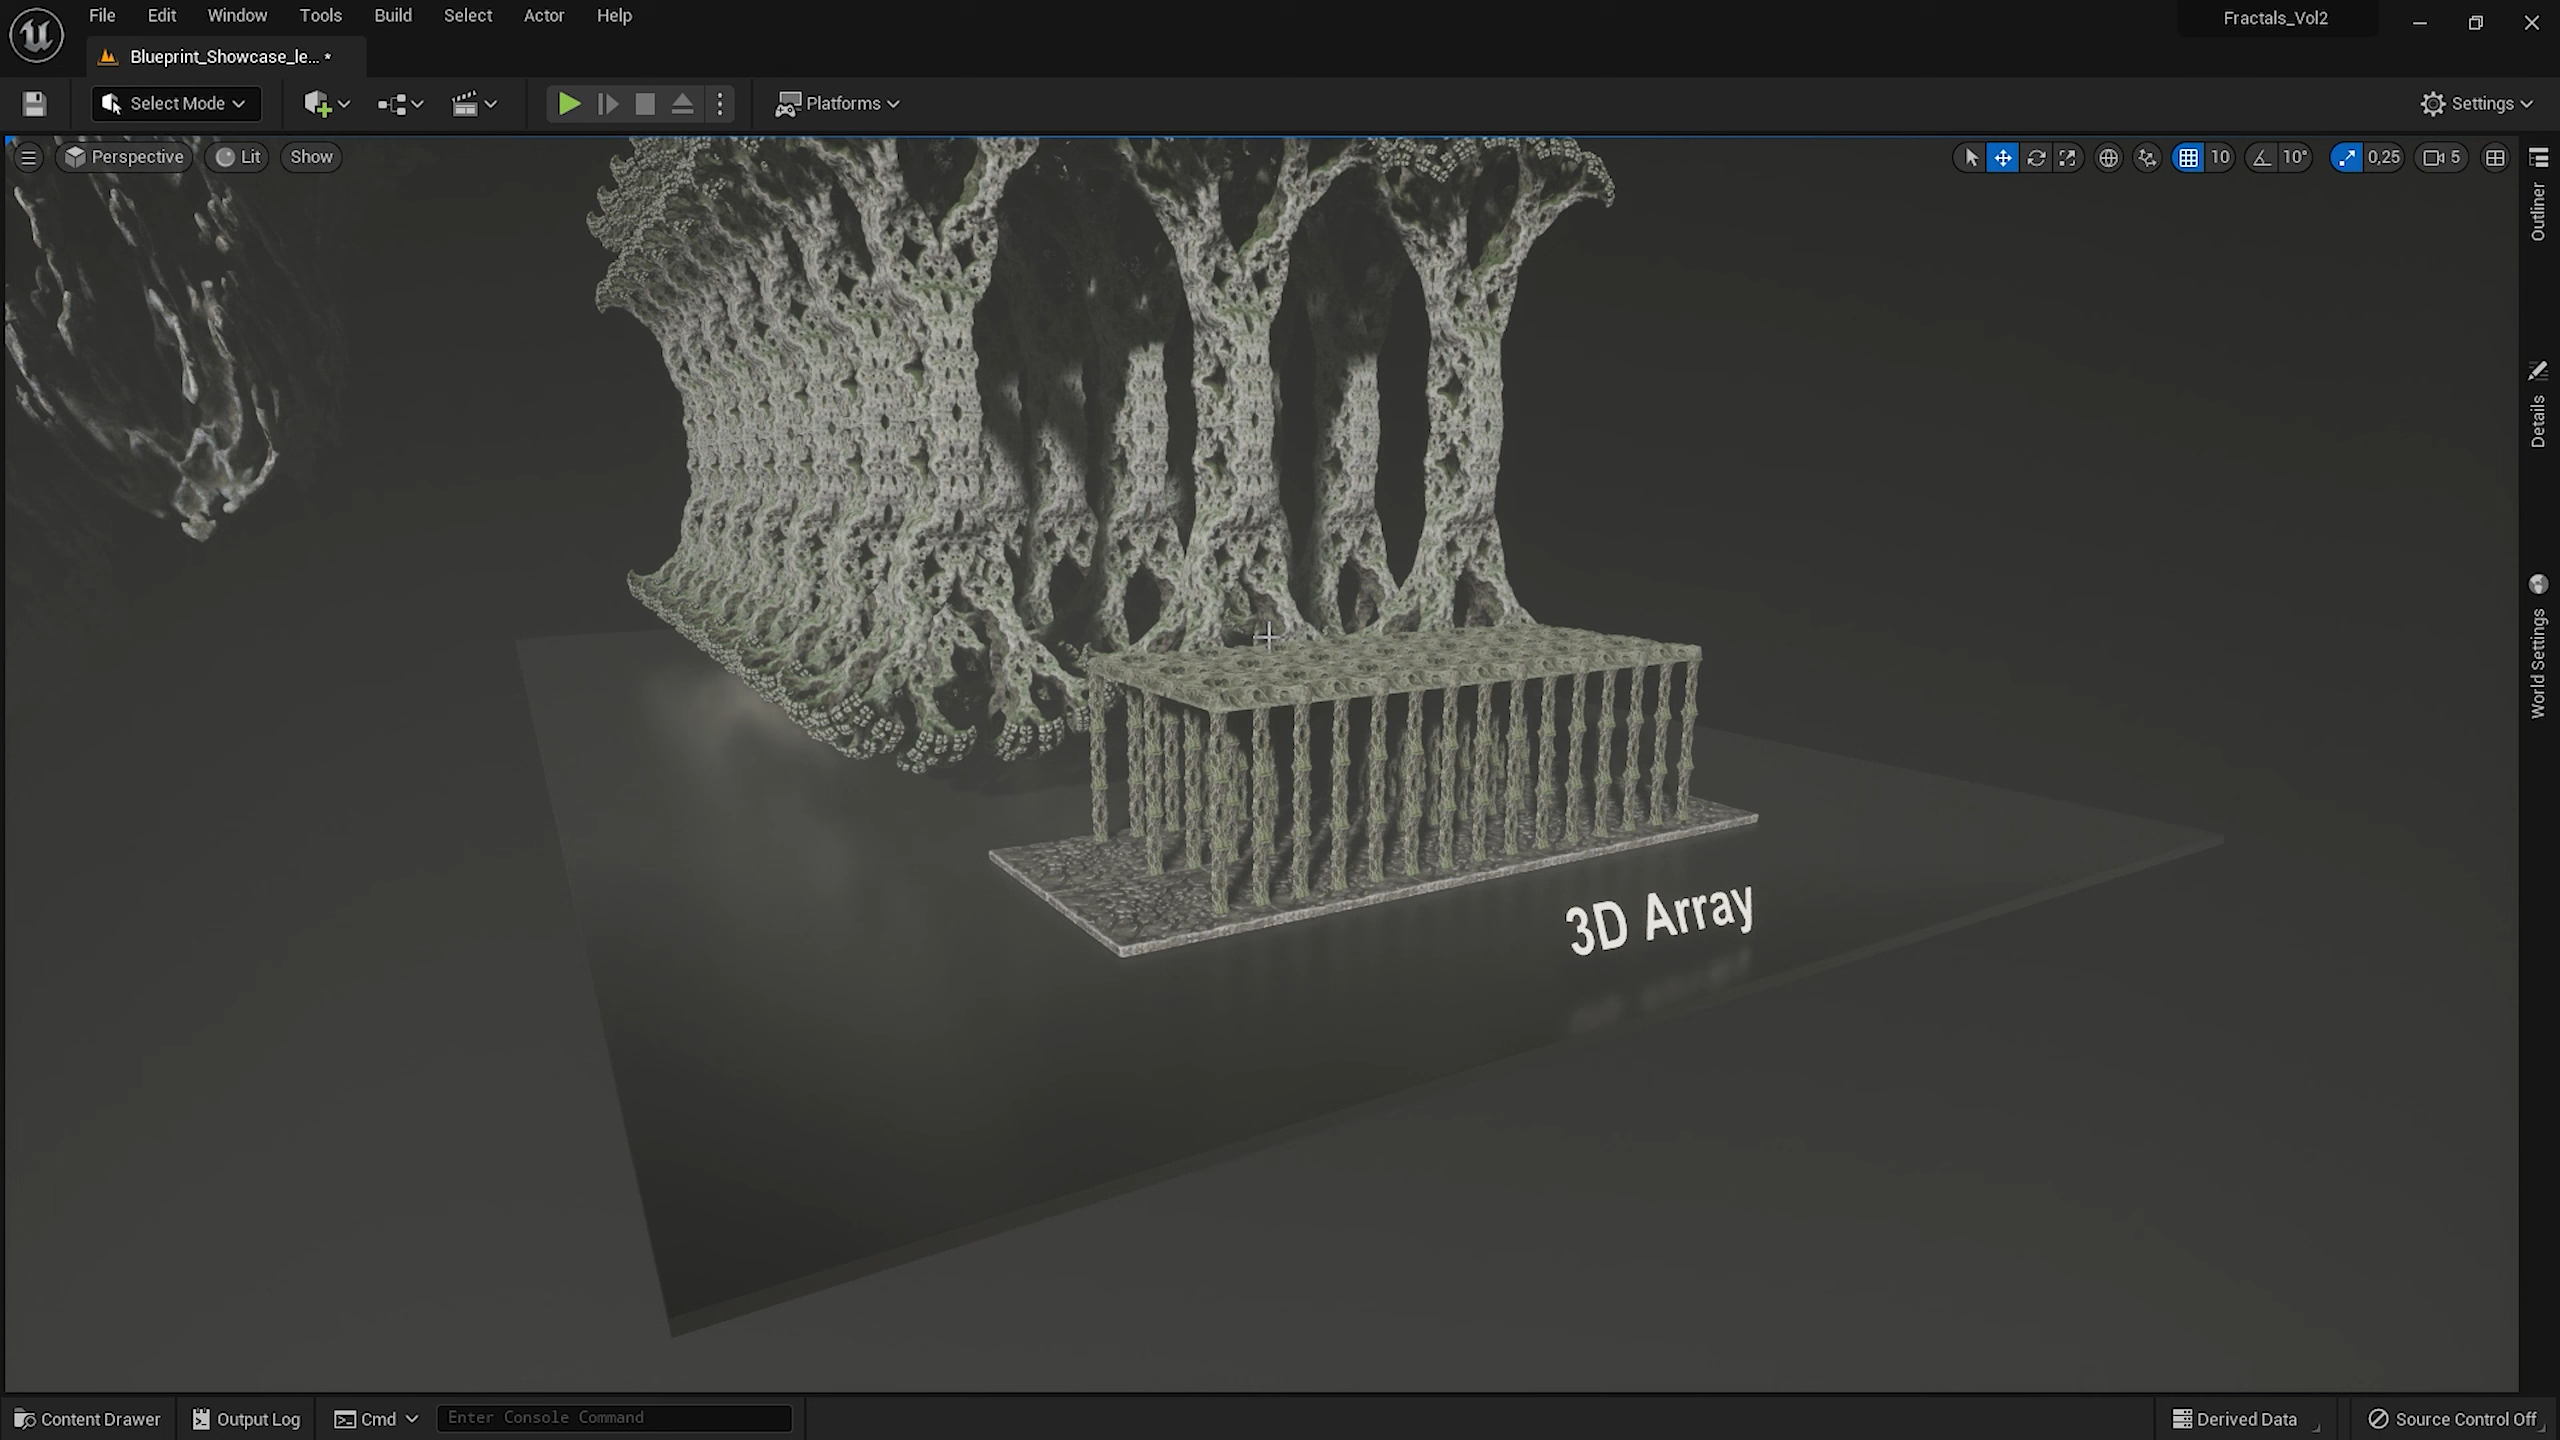 File Edit Window Tools Build Select Actor Help
Fractals_Vol2
Blueprint_Showcase_le... *
Select Mode
Platforms
Settings
Perspective
Lit
Show
10
10°
0,25
5
Outliner
Details
World Settings
3D Array
Content Drawer
Output Log
Cmd
Enter Console Command
Derived Data
Source Control Off